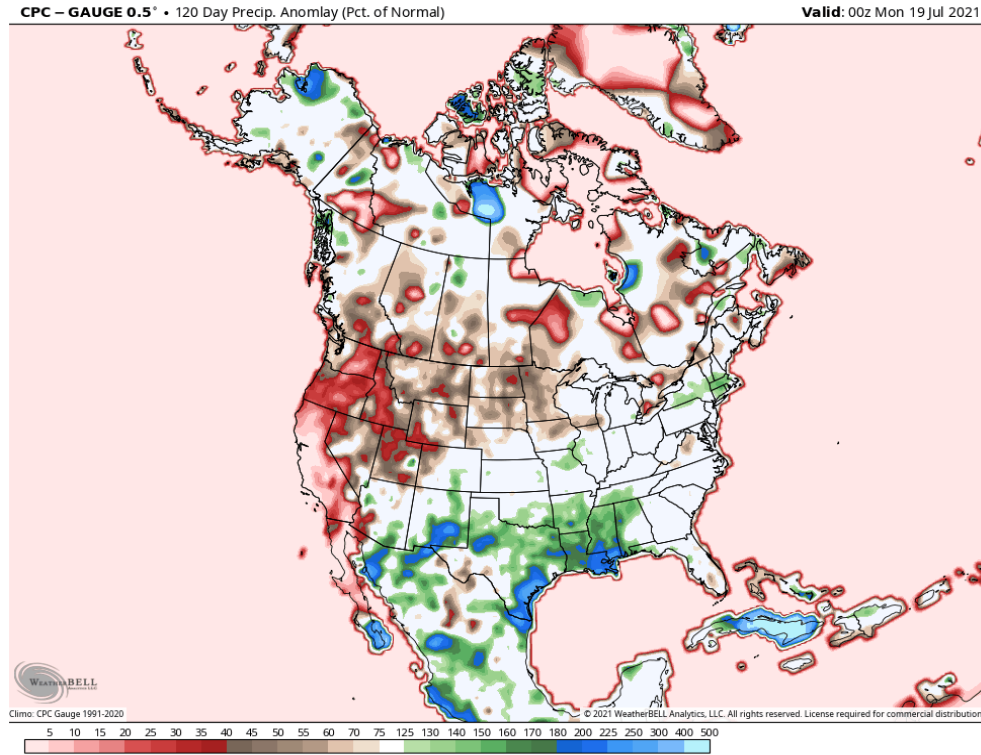 CPC – GAUGE 0.5° • 120 Day Precip. Anomlay (Pct. of Normal)
Valid: 00z Mon 19 Jul 2021
WEATHERBELL
Analytics LLC
Climo: CPC Gauge 1991-2020
© 2021 WeatherBELL Analytics, LLC. All rights reserved. License required for commercial distribution
5 10 15 20 25 30 35 40 45 50 55 60 70 75 125 130 140 150 160 170 180 200 225 250 300 400 500